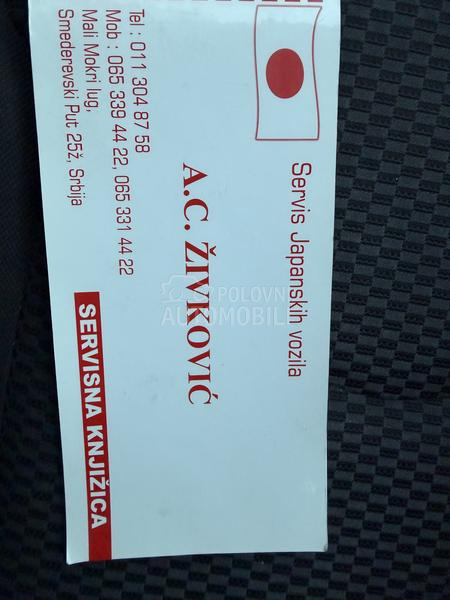 Servis Japanskih vozila
A.C. ŽIVKOVIĆ
Tel : 011 304 87 58
Mob : 065 339 44 22, 065 331 44 22
Mali Mokri lug,
Smederevski Put 25ž, Srbija
SERVISNA KNJIŽICA
POLOVNI
AUTOMOBILI